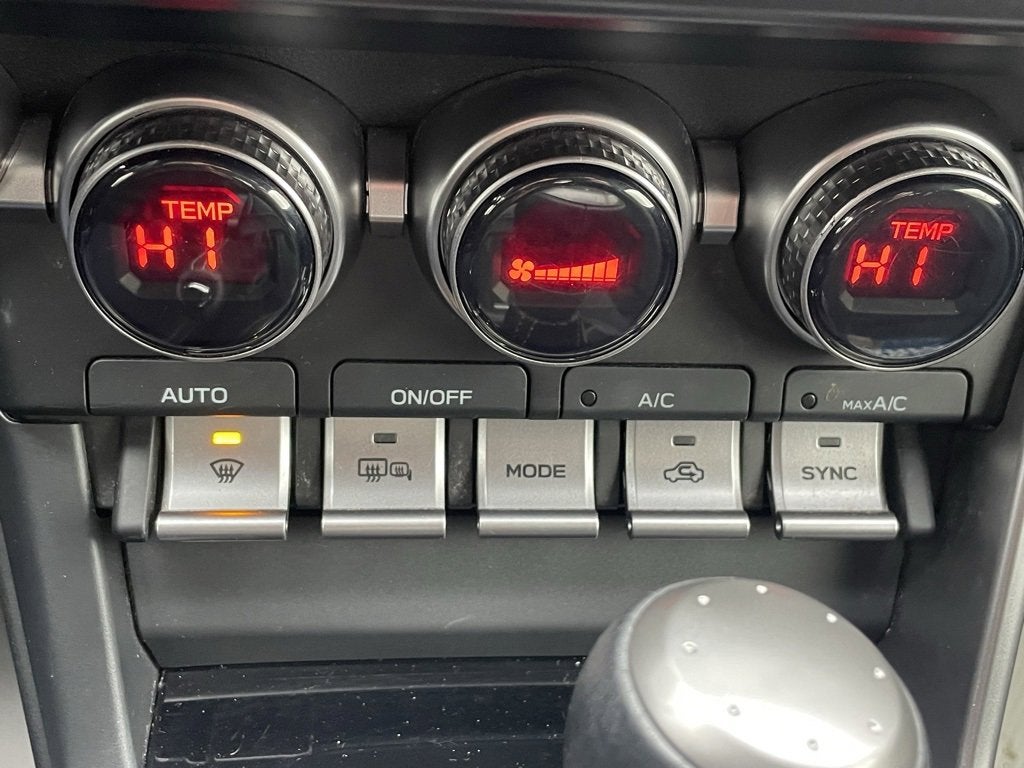 TEMP
HI
TEMP
HI
AUTO
ON/OFF
A/C
MAXA/C
MODE
SYNC